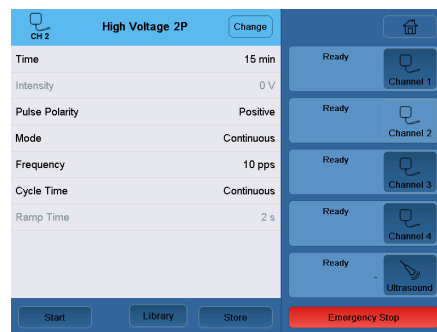 CH 2
High Voltage 2P
Change
Time 15 min
Intensity 0 V
Pulse Polarity Positive
Mode Continuous
Frequency 10 pps
Cycle Time Continuous
Ramp Time 2 s
Start
Library
Store
Ready
Channel 1
Ready
Channel 2
Ready
Channel 3
Ready
Channel 4
Ready
-
Ultrasound
Emergency Stop